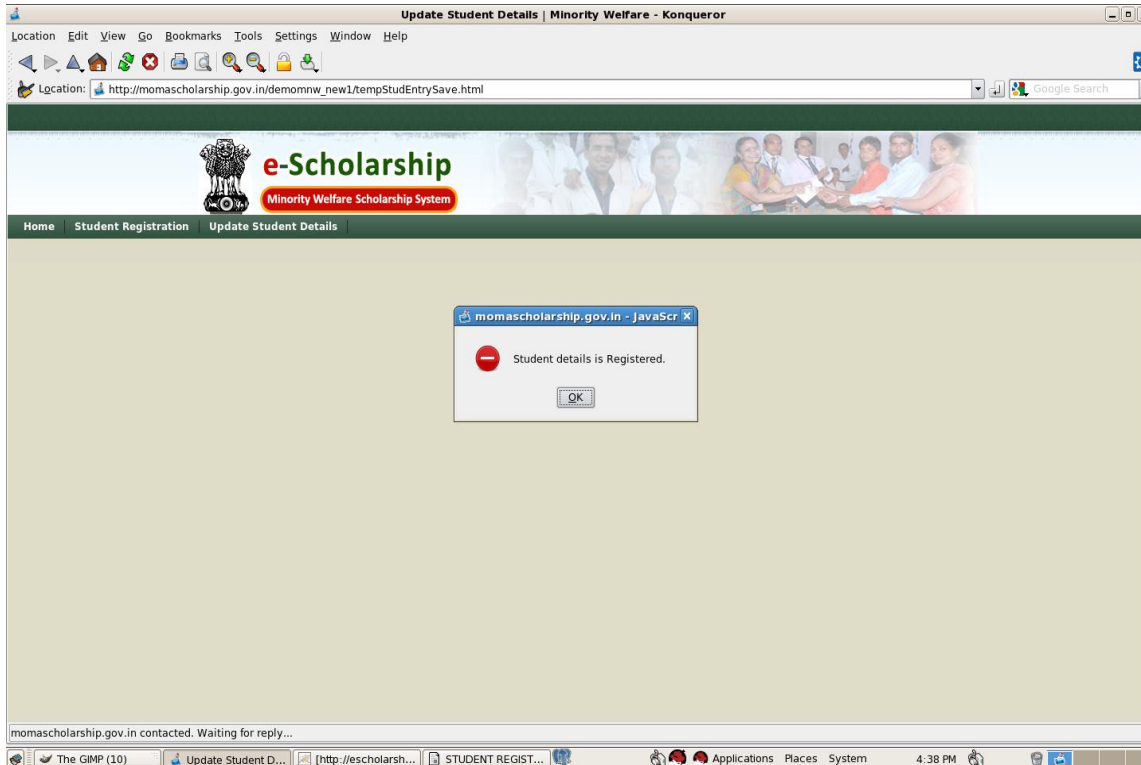 Update Student Details | Minority Welfare - Konqueror
Location Edit View Go Bookmarks Tools Settings Window Help
Location: http://momascholarship.gov.in/demomnw_new1/tempStudEntrySave.html Google Search
e-Scholarship
Minority Welfare Scholarship System
Home Student Registration Update Student Details
momascholarship.gov.in - JavaScr
Student details is Registered.
OK
momascholarship.gov.in contacted. Waiting for reply...
The GIMP (10) Update Student D... [http://escholarsh... STUDENT REGIST... Applications Places System 4:38 PM